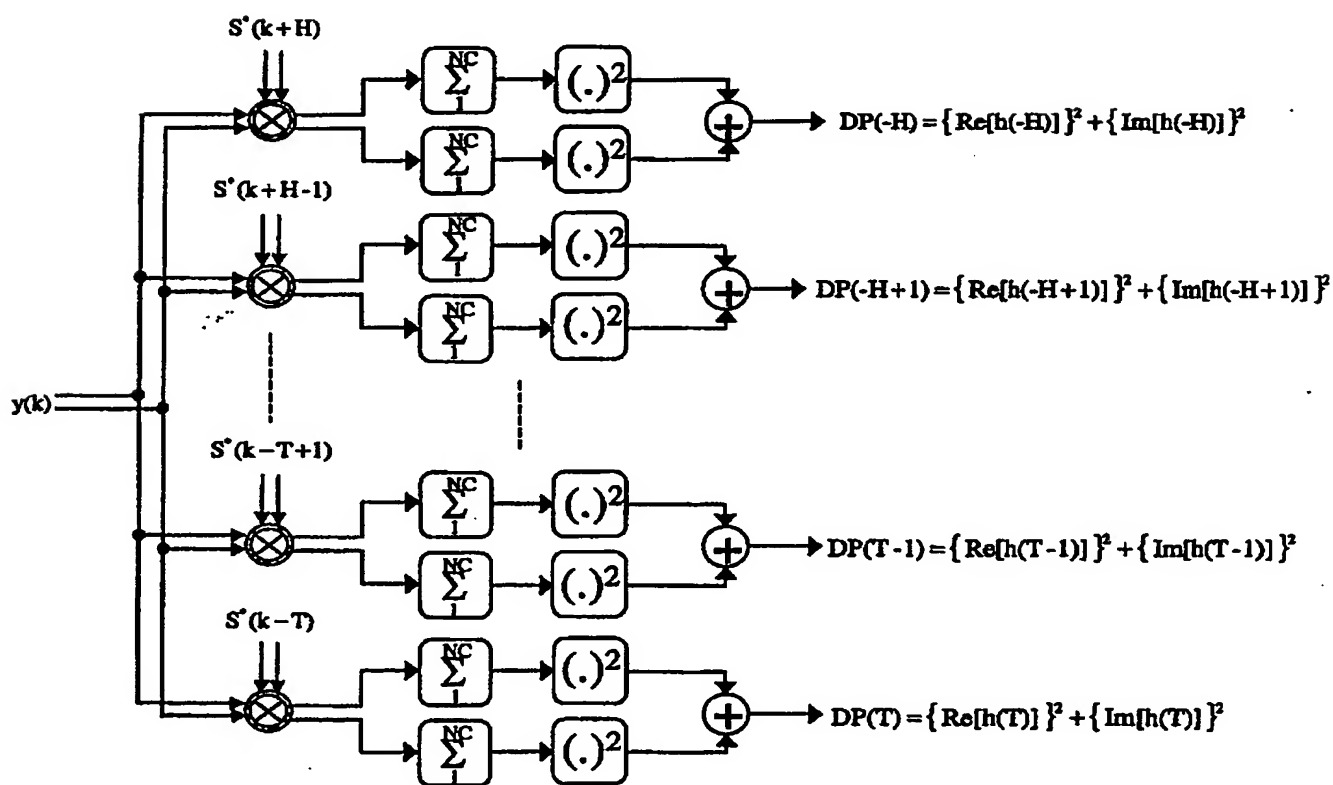 S*(k+H)
NC
∑
1
(.)²
NC
∑
1
(.)²
+
DP(-H) = {Re[h(-H)]}² + {Im[h(-H)]}²
S*(k+H-1)
NC
∑
1
(.)²
NC
∑
1
(.)²
+
DP(-H+1) = {Re[h(-H+1)]}² + {Im[h(-H+1)]}²
y(k)
S*(k-T+1)
NC
∑
1
(.)²
NC
∑
1
(.)²
+
DP(T-1) = {Re[h(T-1)]}² + {Im[h(T-1)]}²
S*(k-T)
NC
∑
1
(.)²
NC
∑
1
(.)²
+
DP(T) = {Re[h(T)]}² + {Im[h(T)]}²